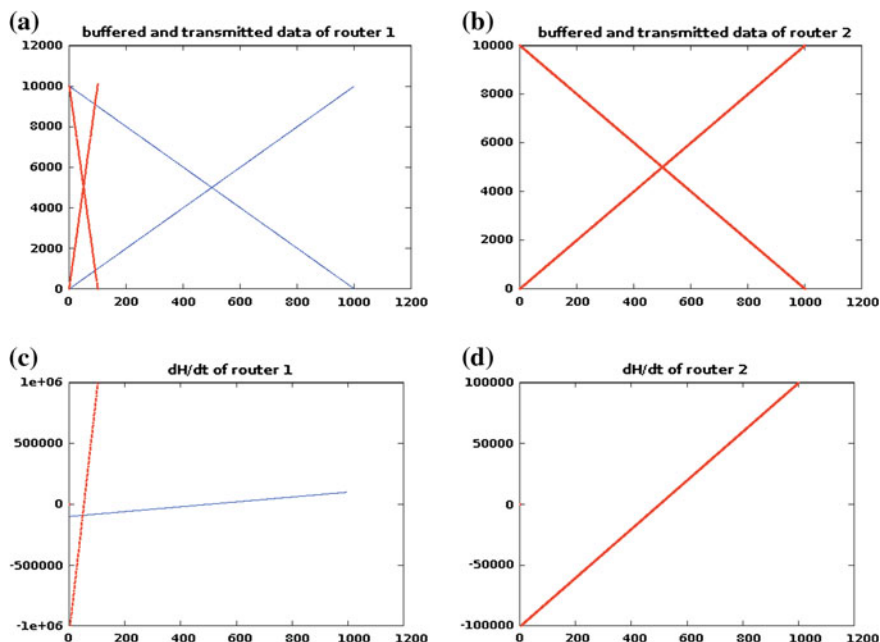 (a)
buffered and transmitted data of router 1
12000
10000
8000
6000
4000
2000
0
0 200 400 600 800 1000 1200
(b)
buffered and transmitted data of router 2
10000
8000
6000
4000
2000
0
0 200 400 600 800 1000 1200
(c)
dH/dt of router 1
1e+06
500000
0
-500000
-1e+06
0 200 400 600 800 1000 1200
(d)
dH/dt of router 2
100000
50000
0
-50000
-100000
0 200 400 600 800 1000 1200